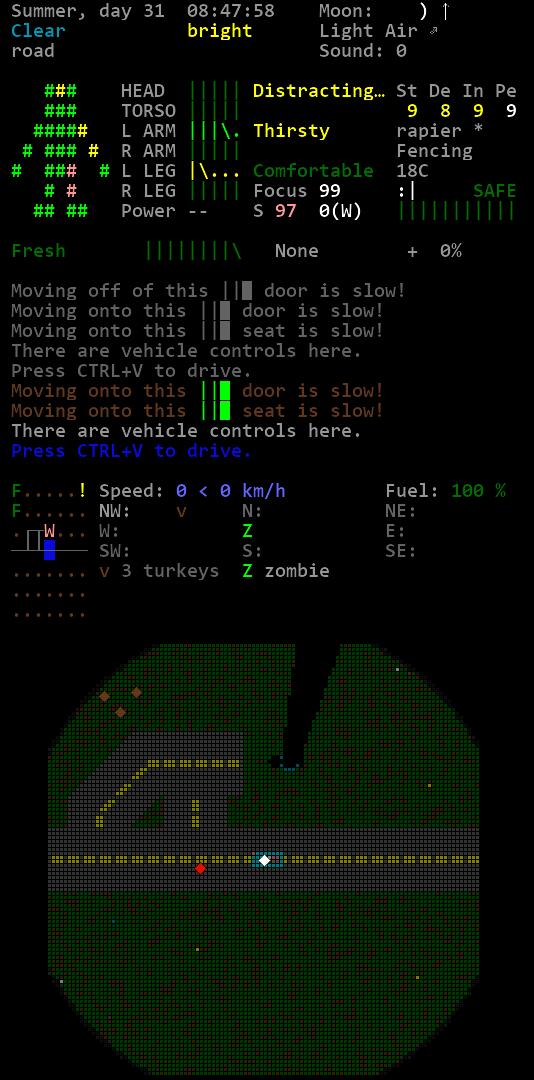 Summer, day 31  08:47:58    Moon:     ) ↑
Clear           bright      Light Air ⇗
road                        Sound: 0
###    HEAD  ||||| Distracting… St De In Pe
###    TORSO |||||               9  8  9  9
#####   L ARM |||\. Thirsty      rapier *
# ### #  R ARM |||||              Fencing
#  ###  # L LEG |\... Comfortable  18C
# #    R LEG ||||| Focus 99     :|     SAFE
## ##   Power --    S 97  0(W)   |||||||||||
Fresh       ||||||||\   None       +  0%
Moving off of this ||█ door is slow!
Moving onto this ||█ door is slow!
Moving onto this ||█ seat is slow!
There are vehicle controls here.
Press CTRL+V to drive.
Moving onto this ||█ door is slow!
Moving onto this ||█ seat is slow!
There are vehicle controls here.
Press CTRL+V to drive.
F.....! Speed: 0 < 0 km/h         Fuel: 100 %
F...... NW:    v     N:           NE:
.  W... W:           Z            E:
SW:          S:           SE:
....... v 3 turkeys  Z zombie
.......
.......